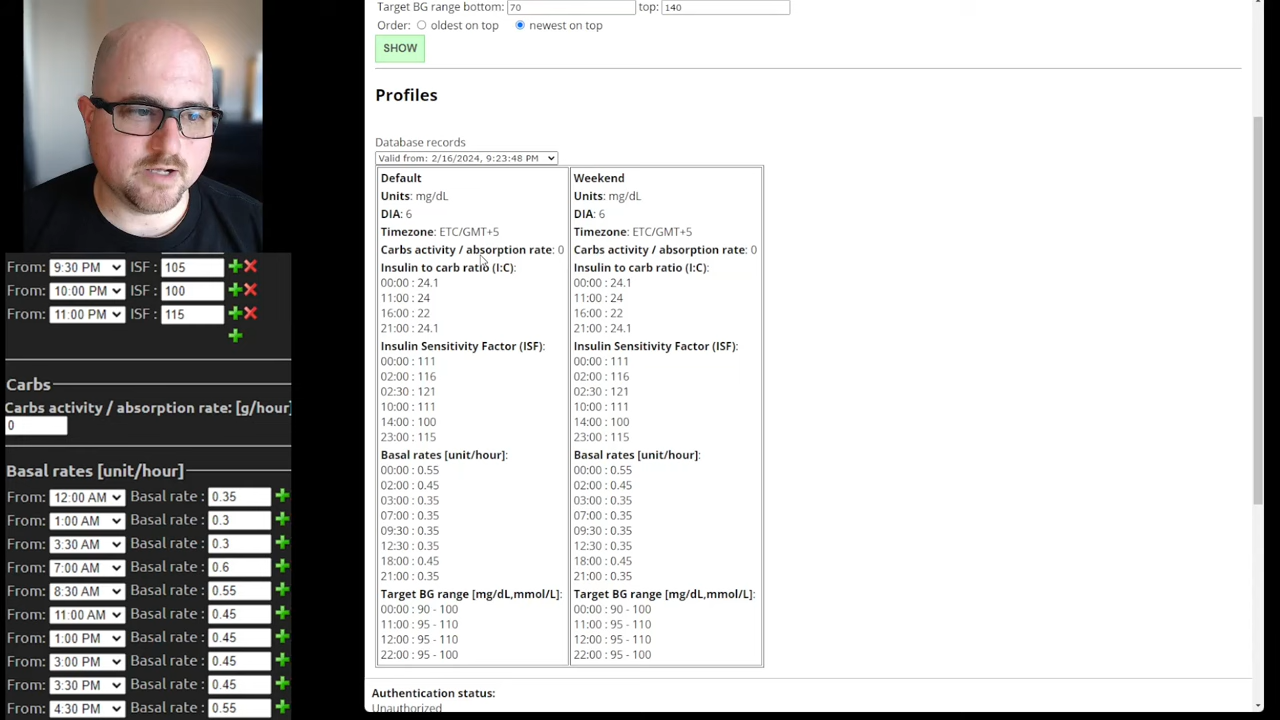 Target BG range bottom: 70 top: 140
Order: oldest on top newest on top
SHOW
Profiles
Database records
Valid from: 2/16/2024, 9:23:48 PM
Default
Units: mg/dL
DIA: 6
Timezone: ETC/GMT+5
Carbs activity / absorption rate: 0
Insulin to carb ratio (I:C):
00:00 : 24.1
11:00 : 24
16:00 : 22
21:00 : 24.1
Insulin Sensitivity Factor (ISF):
00:00 : 111
02:00 : 116
02:30 : 121
10:00 : 111
14:00 : 100
23:00 : 115
Basal rates [unit/hour]:
00:00 : 0.55
02:00 : 0.45
03:00 : 0.35
07:00 : 0.35
09:30 : 0.35
12:30 : 0.35
18:00 : 0.45
21:00 : 0.35
Target BG range [mg/dL,mmol/L]:
00:00 : 90 - 100
11:00 : 95 - 110
12:00 : 95 - 110
22:00 : 95 - 100
Weekend
Units: mg/dL
DIA: 6
Timezone: ETC/GMT+5
Carbs activity / absorption rate: 0
Insulin to carb ratio (I:C):
00:00 : 24.1
11:00 : 24
16:00 : 22
21:00 : 24.1
Insulin Sensitivity Factor (ISF):
00:00 : 111
02:00 : 116
02:30 : 121
10:00 : 111
14:00 : 100
23:00 : 115
Basal rates [unit/hour]:
00:00 : 0.55
02:00 : 0.45
03:00 : 0.35
07:00 : 0.35
09:30 : 0.35
12:30 : 0.35
18:00 : 0.45
21:00 : 0.35
Target BG range [mg/dL,mmol/L]:
00:00 : 90 - 100
11:00 : 95 - 110
12:00 : 95 - 110
22:00 : 95 - 100
Authentication status:
Unauthorized
From: 9:30 PM ISF : 105
From: 10:00 PM ISF : 100
From: 11:00 PM ISF : 115
Carbs
Carbs activity / absorption rate: [g/hour]
0
Basal rates [unit/hour]
From: 12:00 AM Basal rate : 0.35
From: 1:00 AM Basal rate : 0.3
From: 3:30 AM Basal rate : 0.3
From: 7:00 AM Basal rate : 0.6
From: 8:30 AM Basal rate : 0.55
From: 11:00 AM Basal rate : 0.45
From: 1:00 PM Basal rate : 0.45
From: 3:00 PM Basal rate : 0.45
From: 3:30 PM Basal rate : 0.45
From: 4:30 PM Basal rate : 0.55